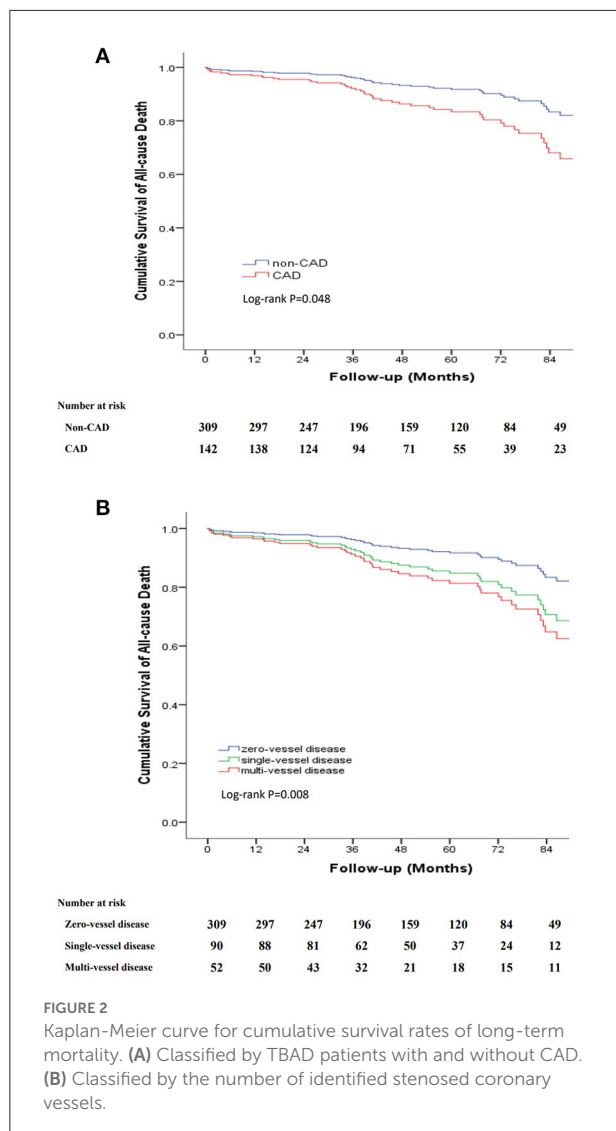 A
Cumulative Survival of All-cause Death
1.0
0.8
0.6
0.4
0.2
0.0
non-CAD
CAD
Log-rank P=0.048
0 12 24 36 48 60 72 84
Follow-up (Months)
Number at risk
Non-CAD 309 297 247 196 159 120 84 49
CAD 142 138 124 94 71 55 39 23
B
Cumulative Survival of All-cause Death
1.0
0.8
0.6
0.4
0.2
0.0
zero-vessel disease
single-vessel disease
multi-vessel disease
Log-rank P=0.008
0 12 24 36 48 60 72 84
Follow-up (Months)
Number at risk
Zero-vessel disease 309 297 247 196 159 120 84 49
Single-vessel disease 90 88 81 62 50 37 24 12
Multi-vessel disease 52 50 43 32 21 18 15 11
FIGURE 2
Kaplan-Meier curve for cumulative survival rates of long-term
mortality. (A) Classified by TBAD patients with and without CAD.
(B) Classified by the number of identified stenosed coronary
vessels.